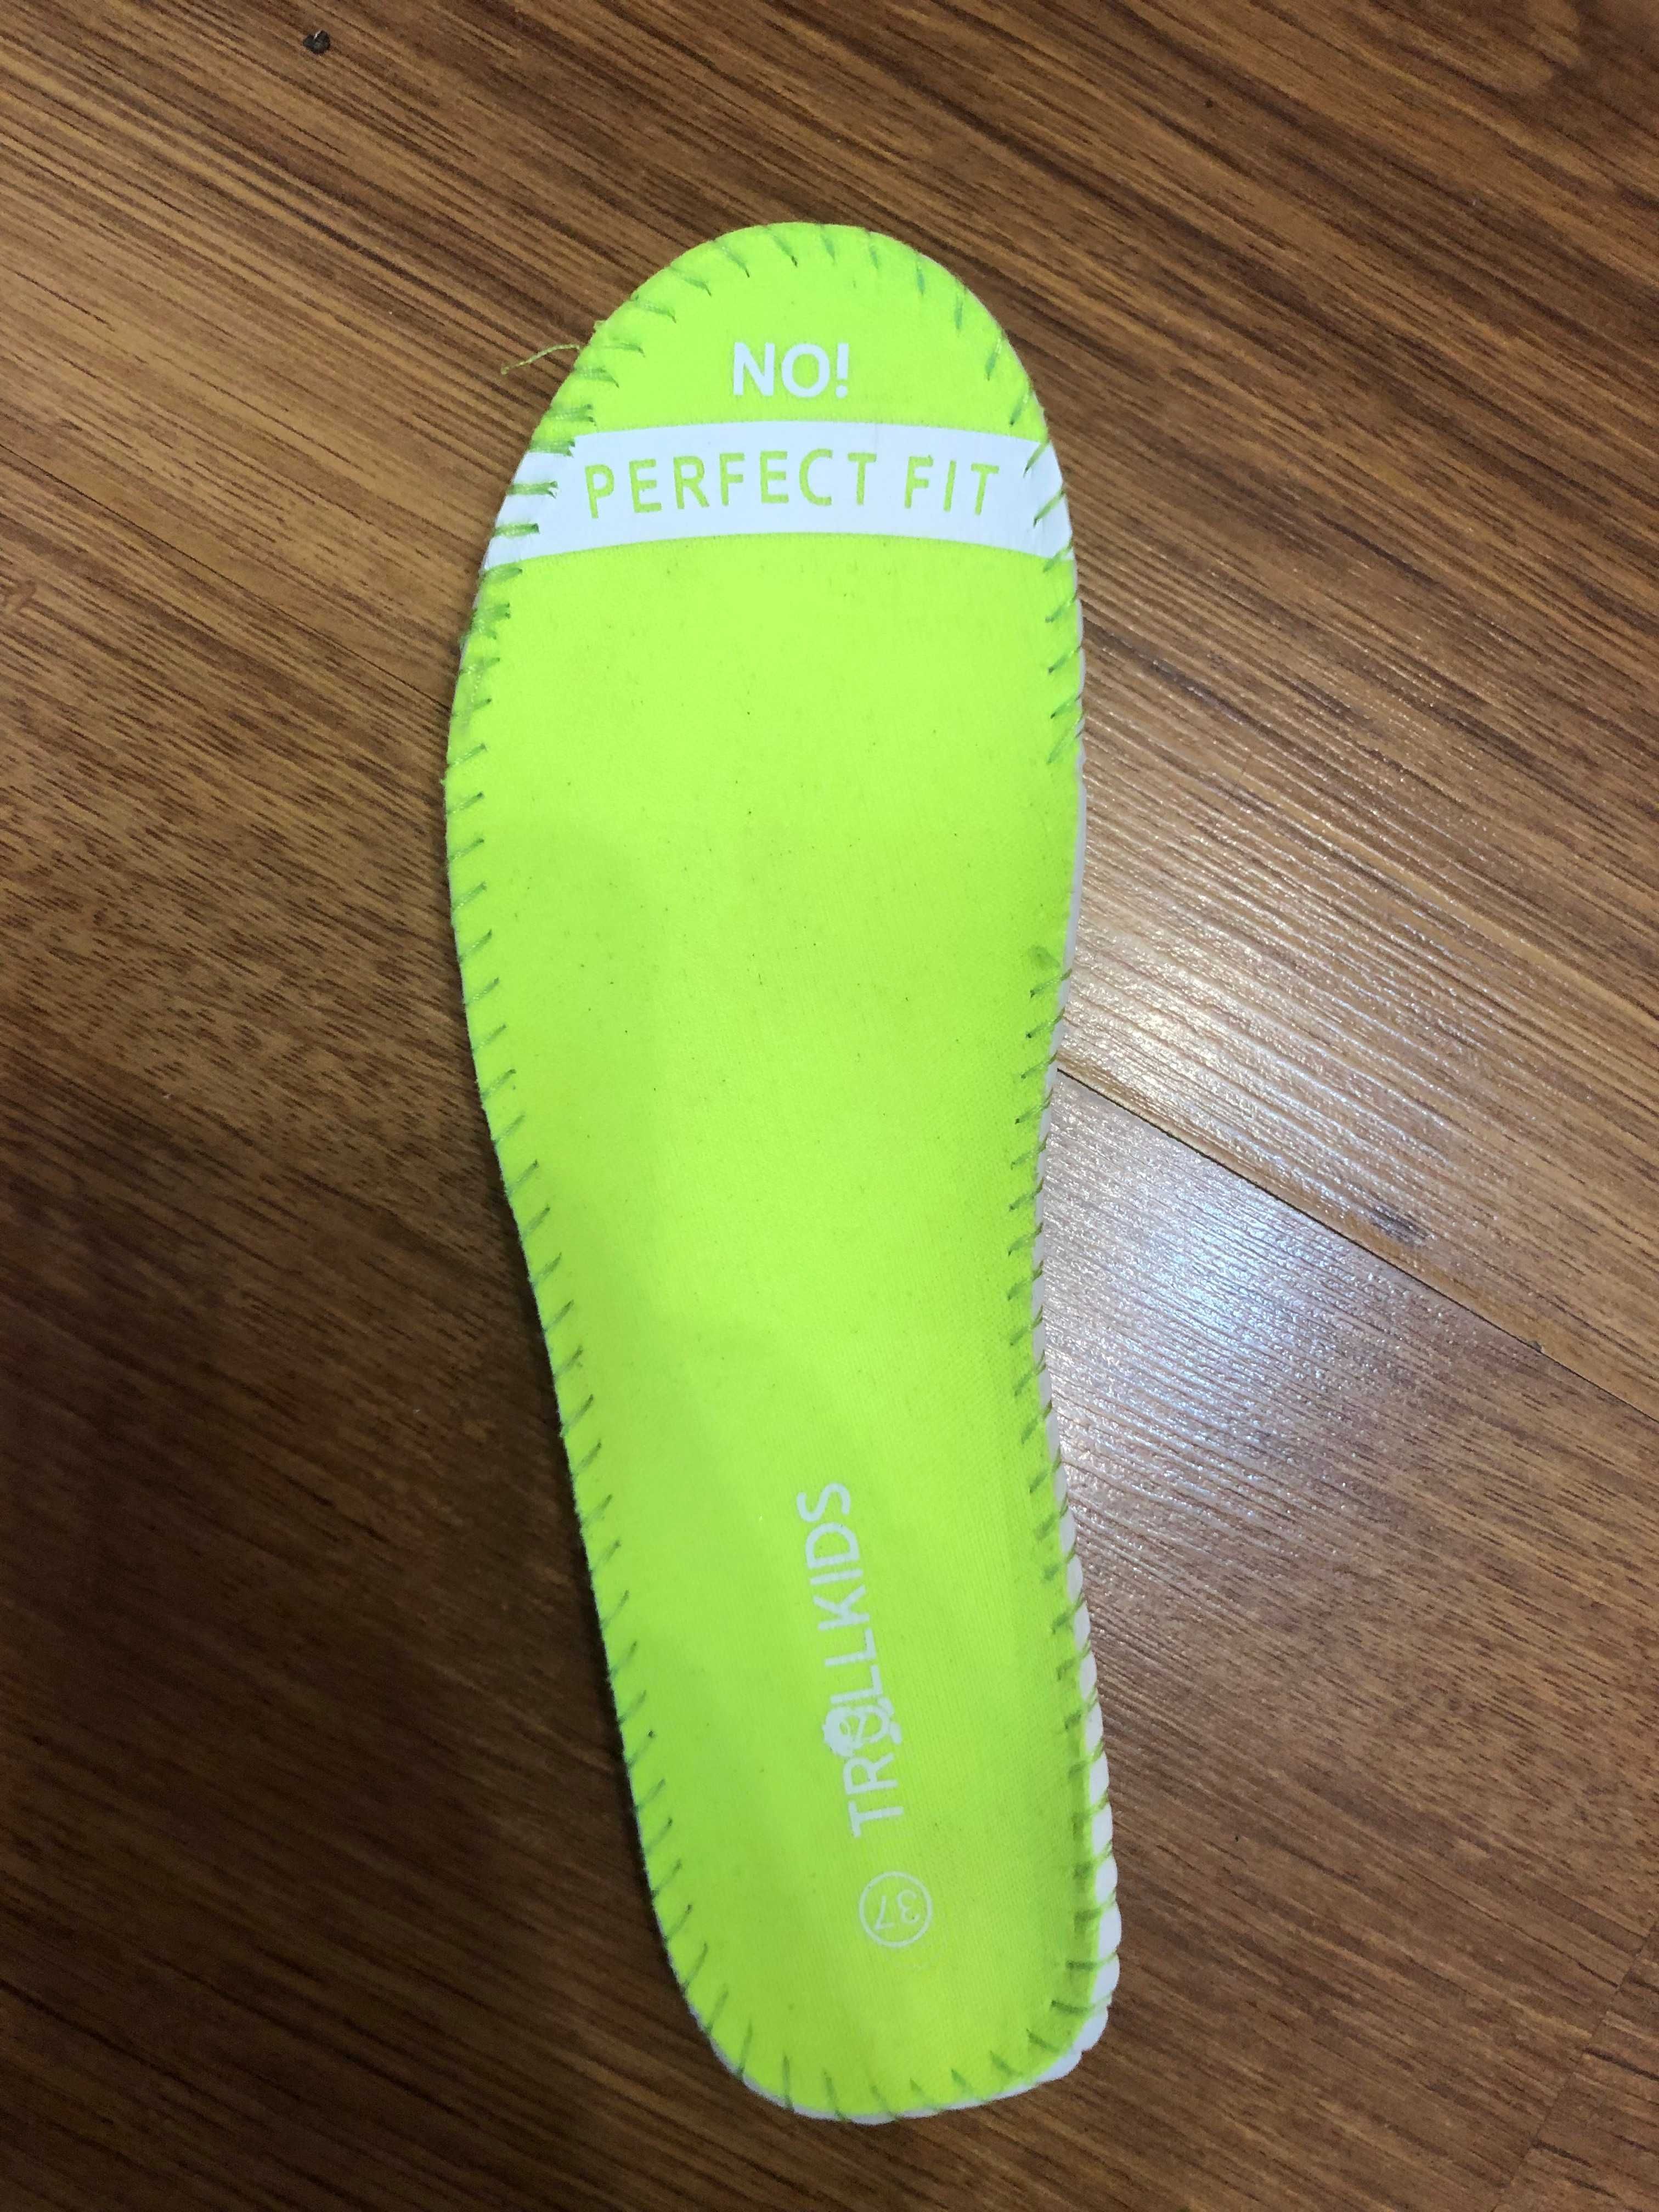 NO!
PERFECT FIT
TROLLKIDS
37